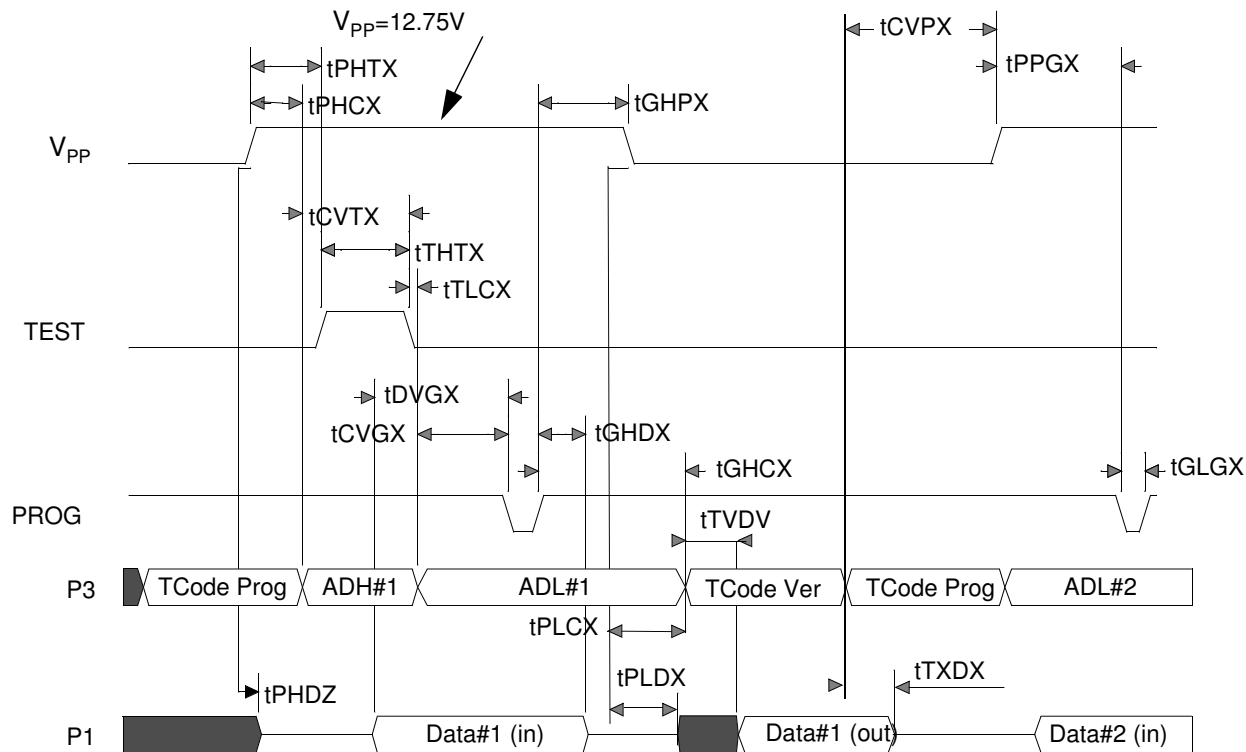 V_PP=12.75V
tCVPX
tPHTX
tPPGX
tPHCX
tGHPX
V_PP
tCVTX
tTHTX
tTLCX
TEST
tDVGX
tCVGX
tGHDX
tGHCX
tGLGX
PROG
tTVDV
P3
TCode Prog
ADH#1
ADL#1
TCode Ver
TCode Prog
ADL#2
tPLCX
tPLDX
tTXDX
tPHDZ
P1
Data#1 (in)
Data#1 (out)
Data#2 (in)